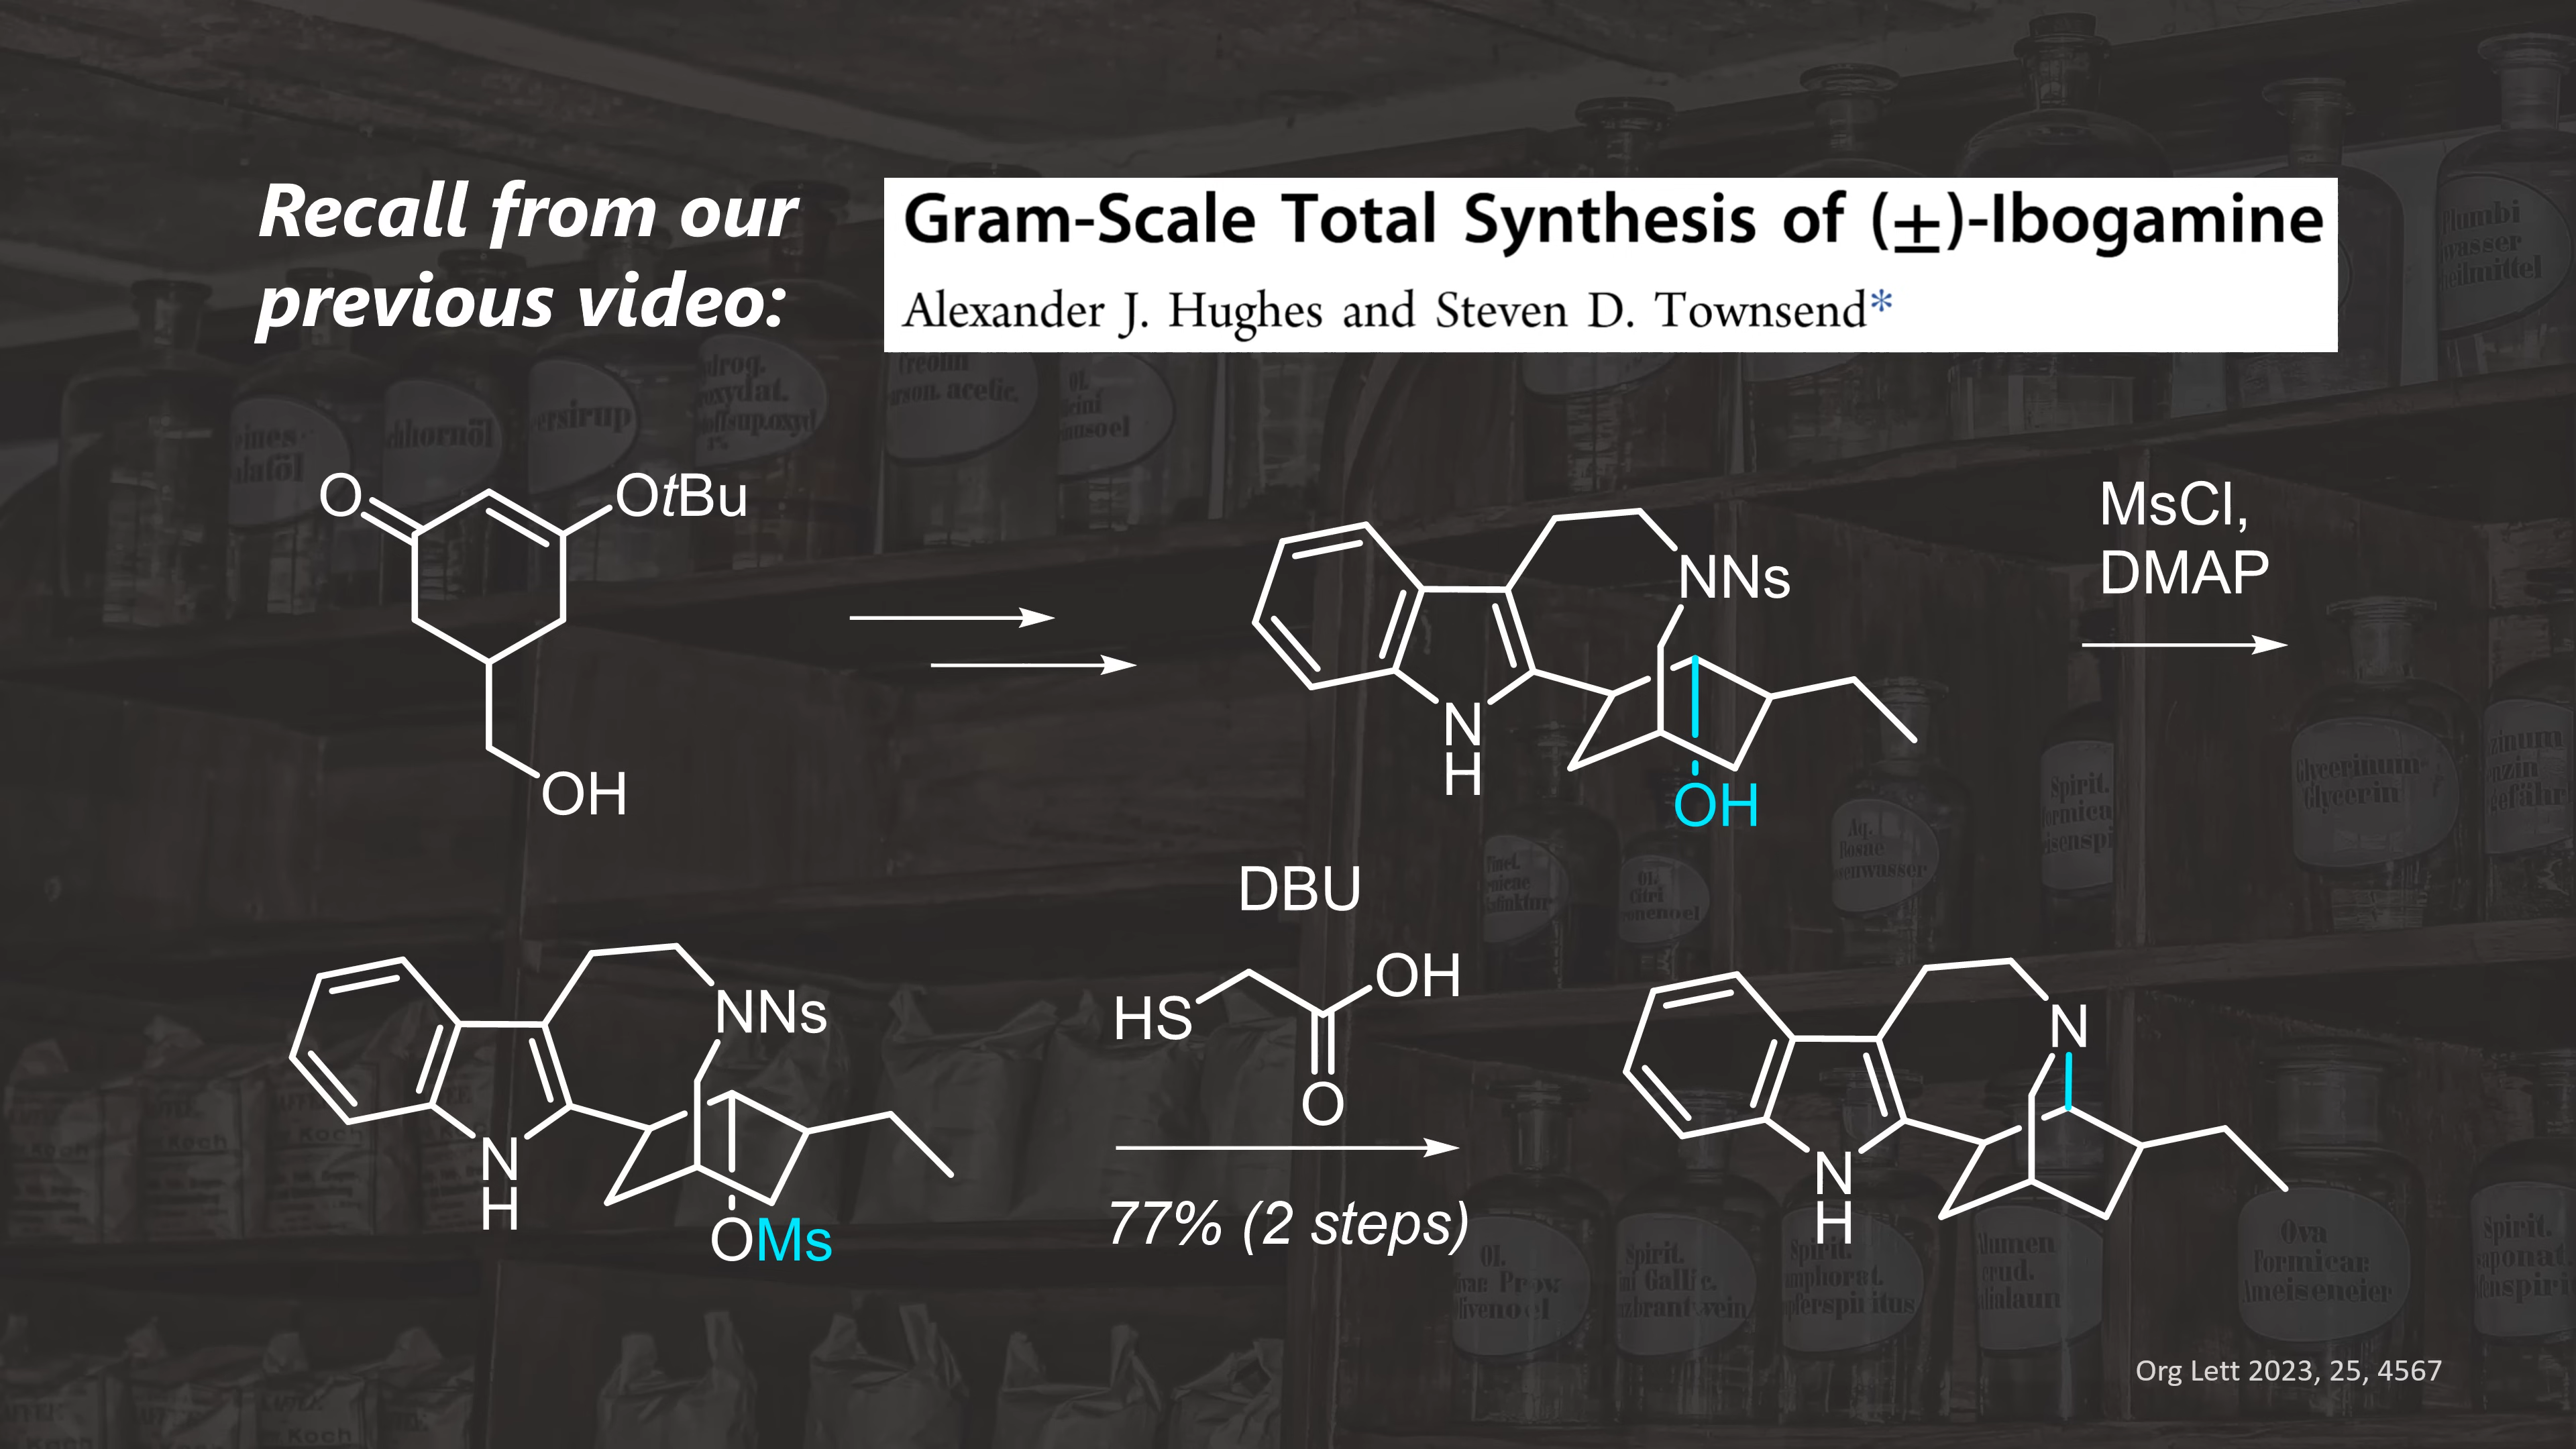 Recall from our
previous video:
Gram-Scale Total Synthesis of (±)-Ibogamine
Alexander J. Hughes and Steven D. Townsend*
O
OtBu
OH
NNs
N
H
OH
MsCl,
DMAP
NNs
N
H
OMs
DBU
HS
OH
O
77% (2 steps)
N
N
H
Org Lett 2023, 25, 4567